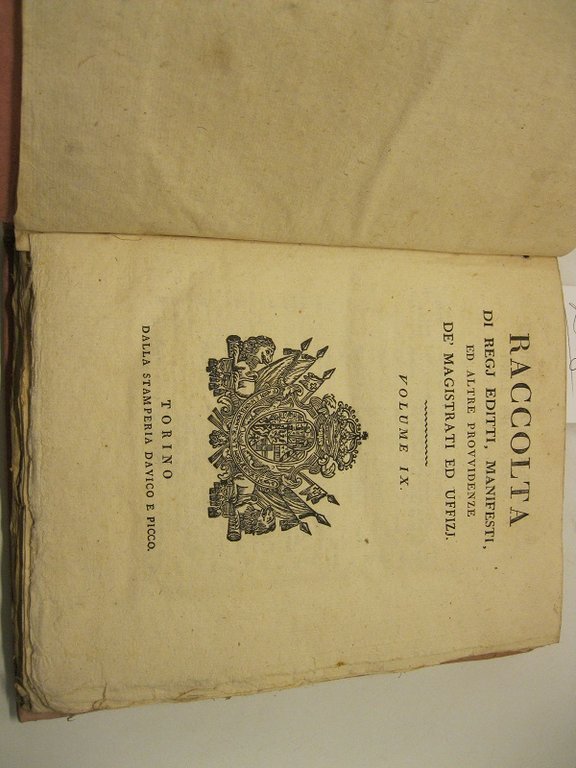 RACCOLTA
DI REGJ EDITTI, MANIFESTI,
ED ALTRE PROVVIDENZE
DE' MAGISTRATI ED UFFIZJ.
VOLUME IX.
TORINO
DALLA STAMPERIA DAVICO E PICCO.